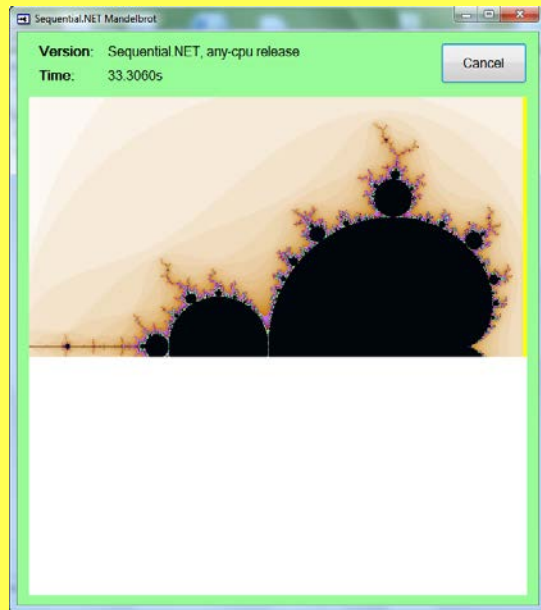 Sequential.NET Mandelbrot
Version: Sequential.NET, any-cpu release
Time: 33.3060s
Cancel